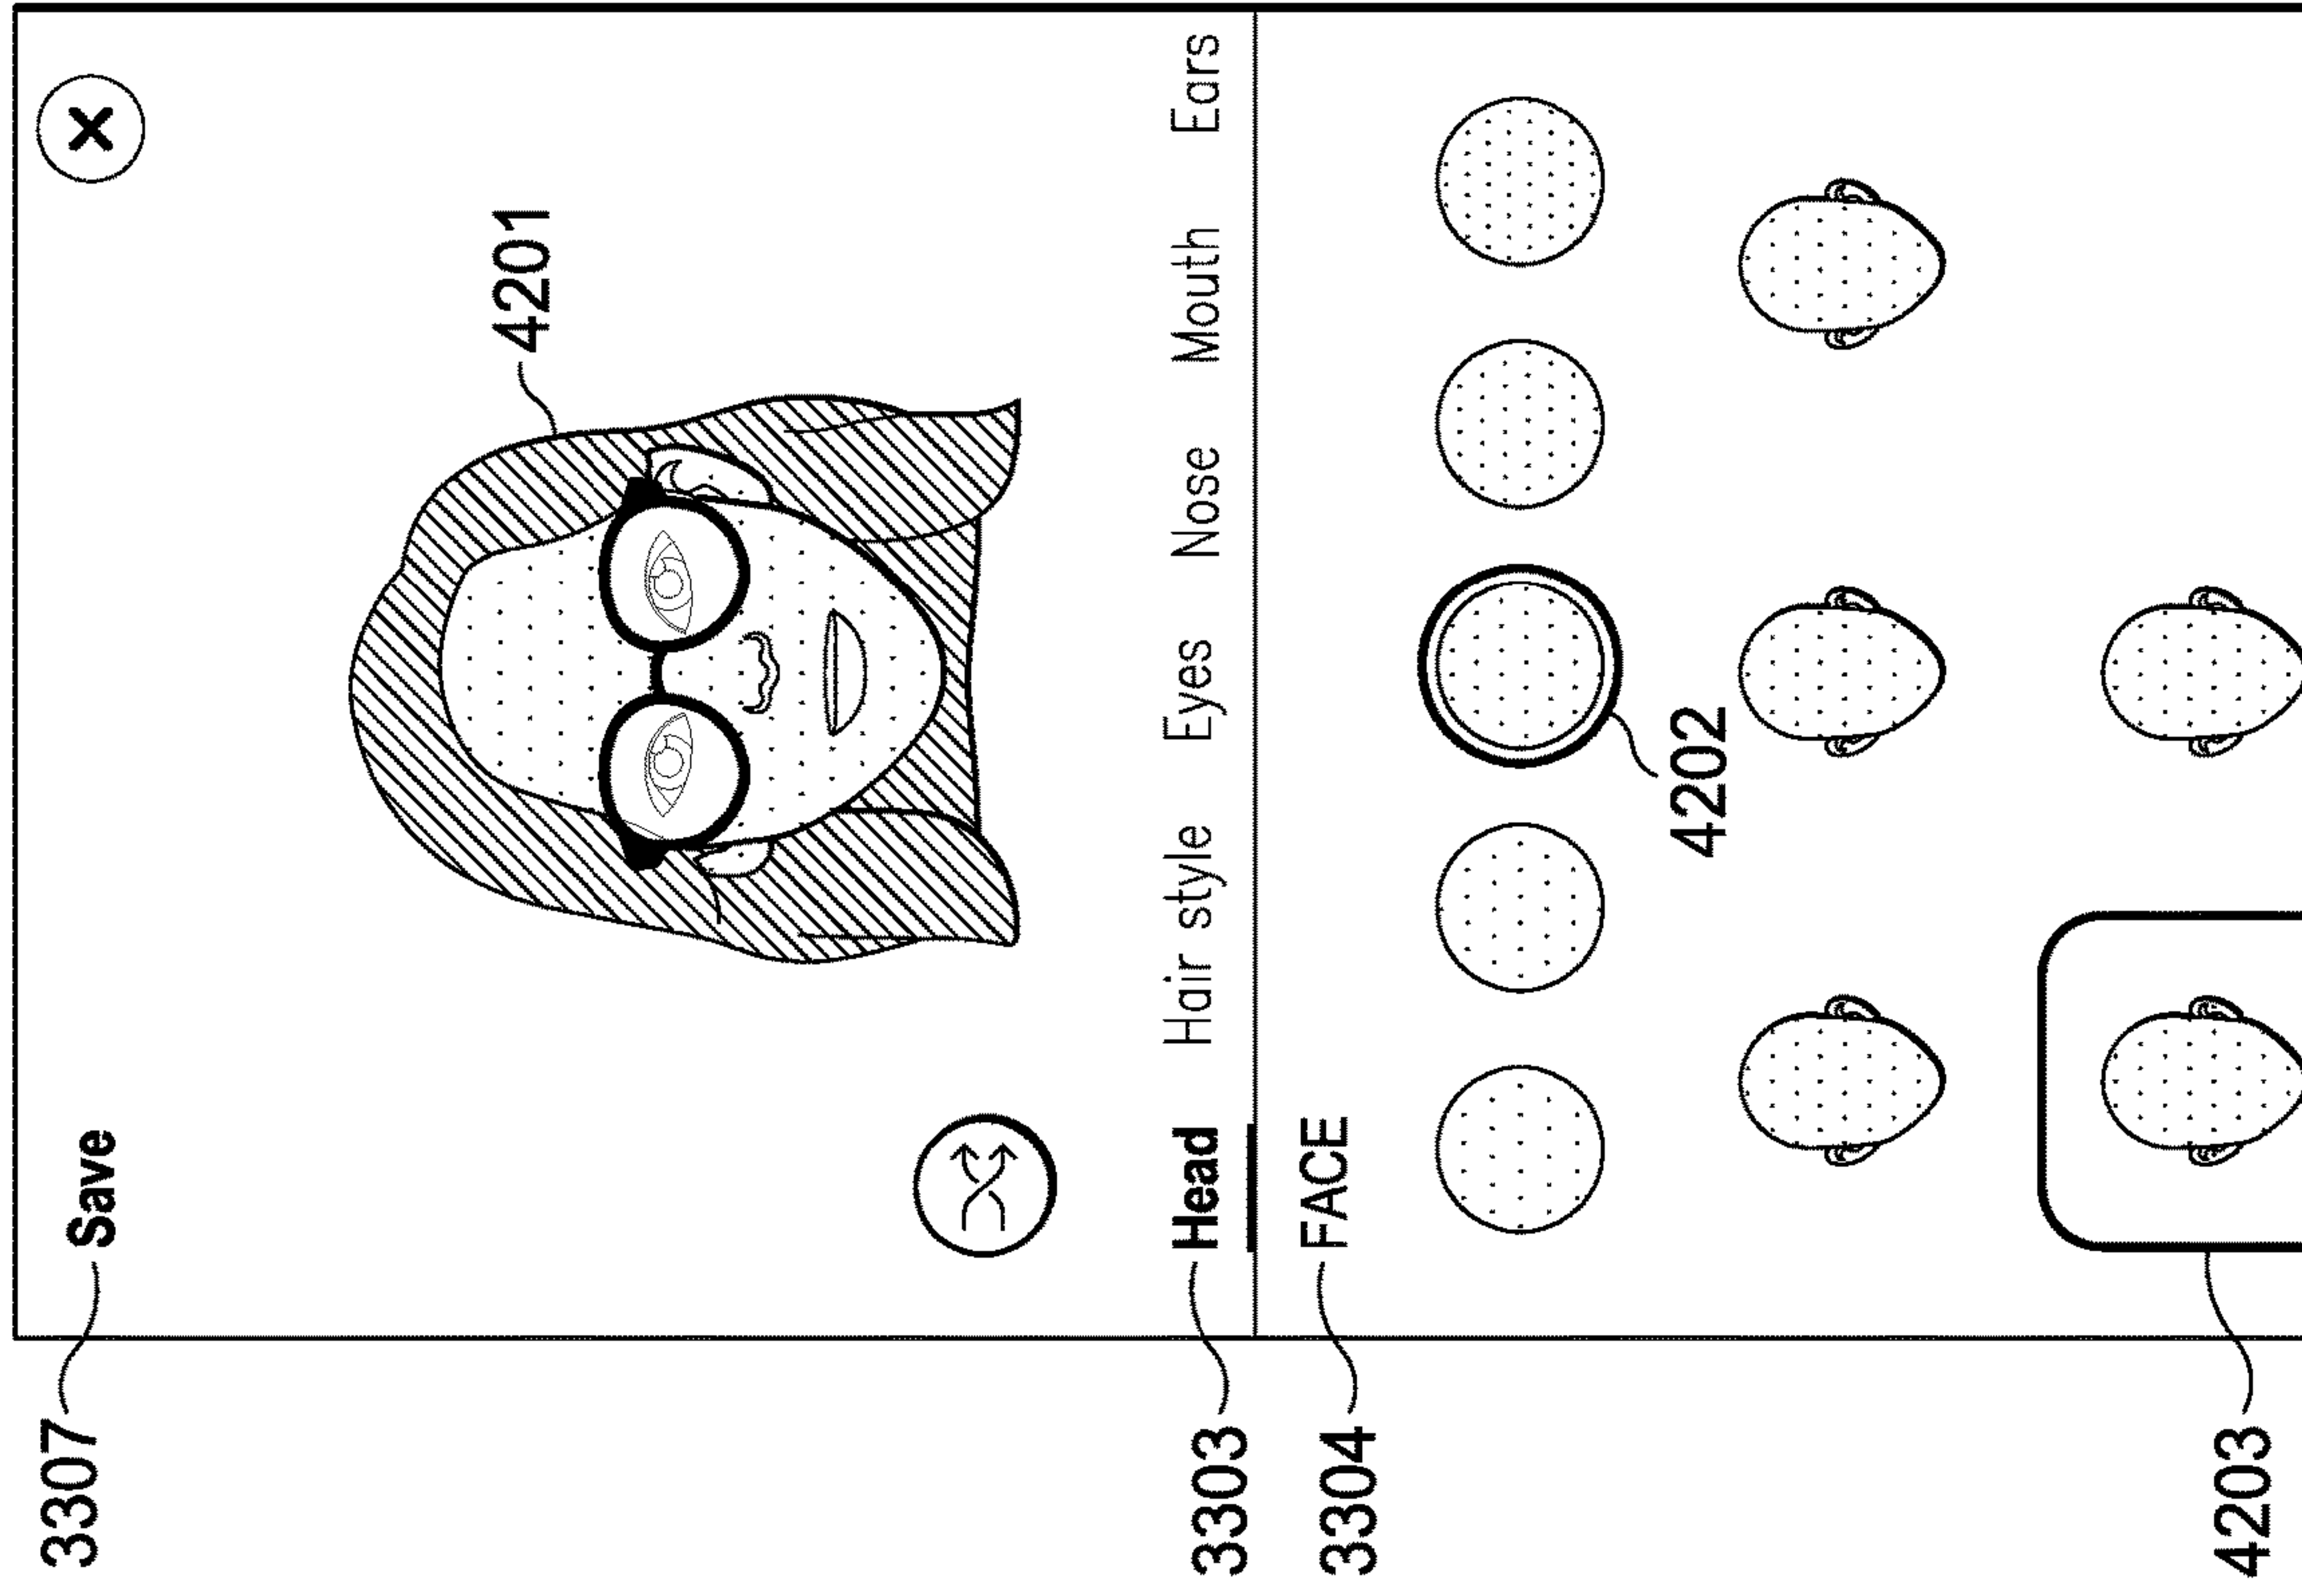 3307 Save
4201
3303 Head Hair style Eyes Nose Mouth Ears
3304 FACE
4202
4203